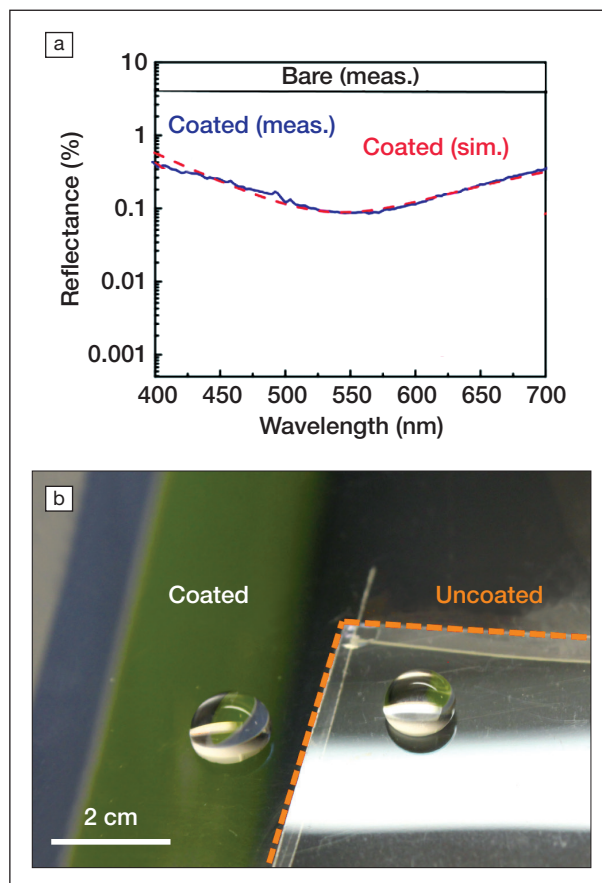 a
10
Bare (meas.)
1
Coated (meas.)
Coated (sim.)
0.1
0.01
0.001
Reflectance (%)
400 450 500 550 600 650 700
Wavelength (nm)
b
Coated
Uncoated
2 cm